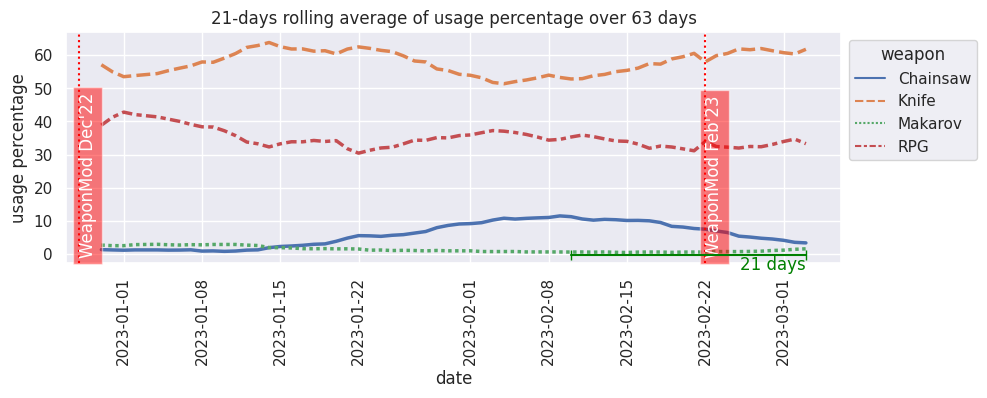 21-days rolling average of usage percentage over 63 days
usage percentage
60
50
40
30
20
10
0
WeaponMod Dec'22
WeaponMod Feb'23
21 days
2023-01-01
2023-01-08
2023-01-15
2023-01-22
2023-02-01
2023-02-08
2023-02-15
2023-02-22
2023-03-01
date
weapon
Chainsaw
Knife
Makarov
RPG